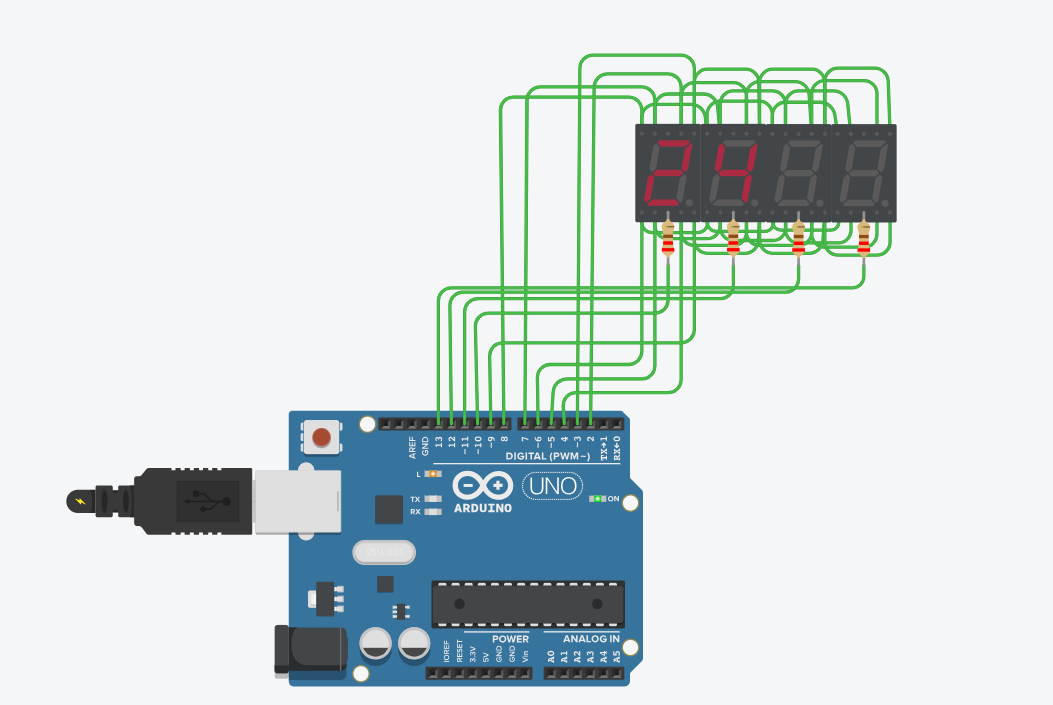 24
AREF
GND
13
12
~11
~10
~9
8
7
~6
~5
4
~3
2
TX→1
RX←0
DIGITAL (PWM~)
L
TX
RX
UNO
ARDUINO
ON
POWER
ANALOG IN
IOREF
RESET
3.3V
5V
GND
GND
Vin
A0
A1
A2
A3
A4
A5